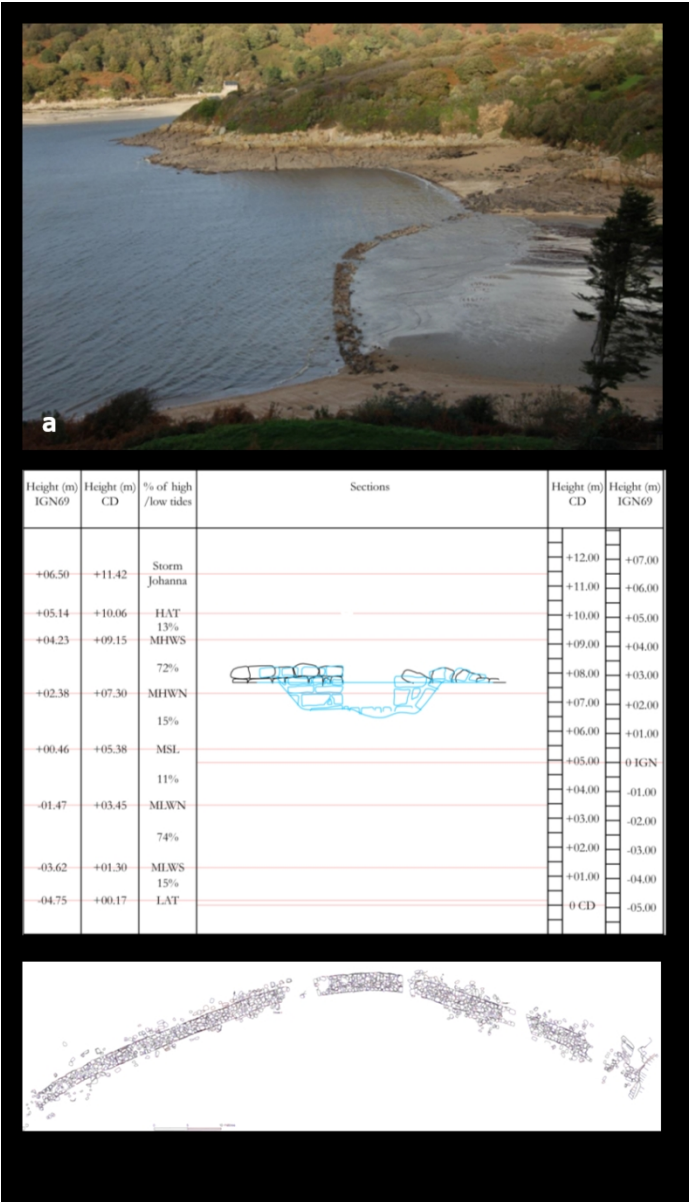 a
Height (m) Height (m) % of high Sections Height (m) Height (m)
IGN69 CD /low tides CD IGN69
+12.00 +07.00
Storm
+06.50 +11.42 Johanna
+11.00 +06.00
+05.14 +10.06 HAT +10.00 +05.00
13%
+04.23 +09.15 MHWS +09.00 +04.00
72% +08.00 +03.00
+02.38 +07.30 MHWN +07.00 +02.00
15% +06.00 +01.00
+00.46 +05.38 MSL +05.00 0 IGN
11% +04.00 -01.00
-01.47 +03.45 MLWN +03.00 -02.00
74% +02.00 -03.00
-03.62 +01.30 MLWS +01.00 -04.00
15%
-04.75 +00.17 LAT 0 CD -05.00